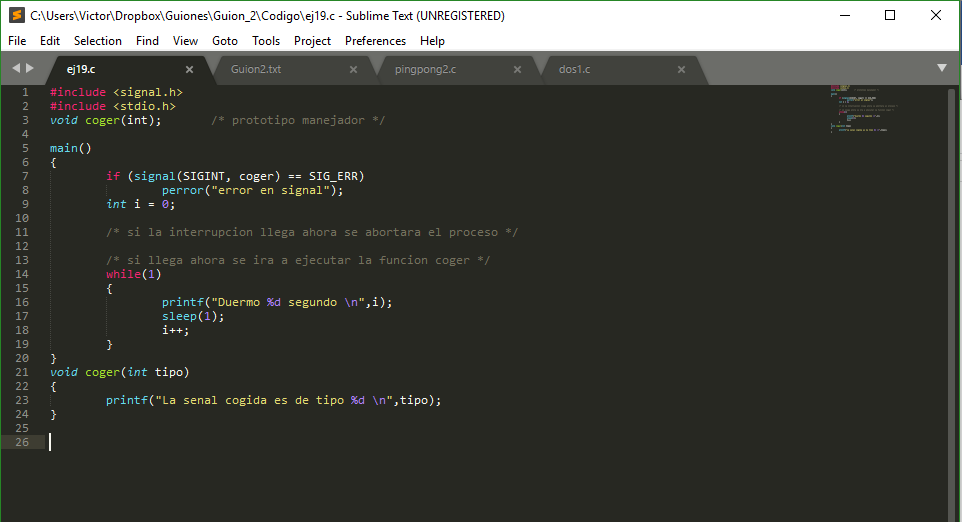 C:\Users\Victor\Dropbox\Guiones\Guion_2\Codigo\ej19.c - Sublime Text (UNREGISTERED)
File Edit Selection Find View Goto Tools Project Preferences Help
ej19.c × Guion2.txt × pingpong2.c × dos1.c ×
1 #include <signal.h>
2 #include <stdio.h>
3 void coger(int); /* prototipo manejador */
4
5 main()
6 {
7 if (signal(SIGINT, coger) == SIG_ERR)
8 perror("error en signal");
9 int i = 0;
10
11 /* si la interrupcion llega ahora se abortara el proceso */
12
13 /* si llega ahora se ira a ejecutar la funcion coger */
14 while(1)
15 {
16 printf("Duermo %d segundo \n",i);
17 sleep(1);
18 i++;
19 }
20 }
21 void coger(int tipo)
22 {
23 printf("La senal cogida es de tipo %d \n",tipo);
24 }
25
26